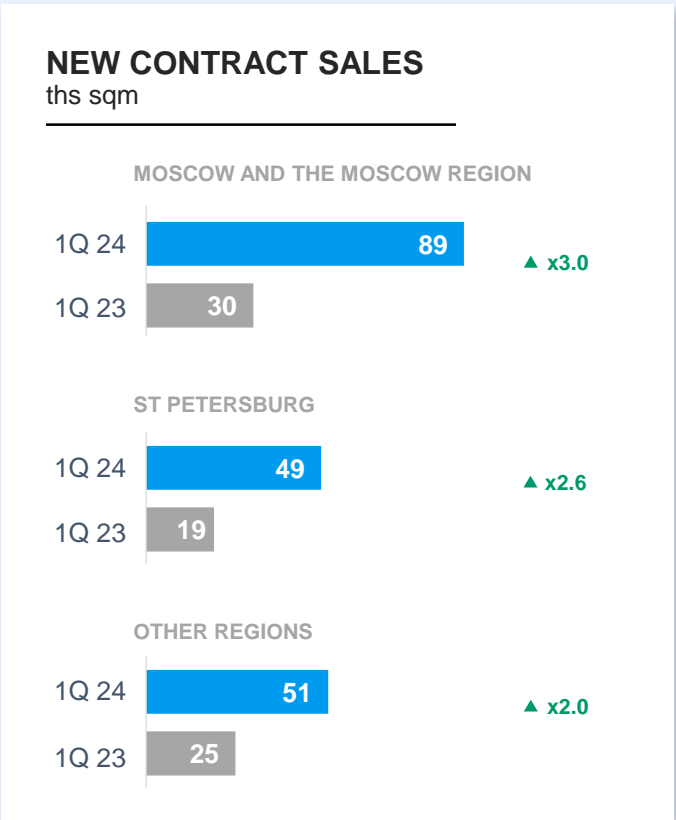 NEW CONTRACT SALES
ths sqm
MOSCOW AND THE MOSCOW REGION
1Q 24 89
▲ x3.0
1Q 23 30
ST PETERSBURG
1Q 24 49
▲ x2.6
1Q 23 19
OTHER REGIONS
1Q 24 51
▲ x2.0
1Q 23 25